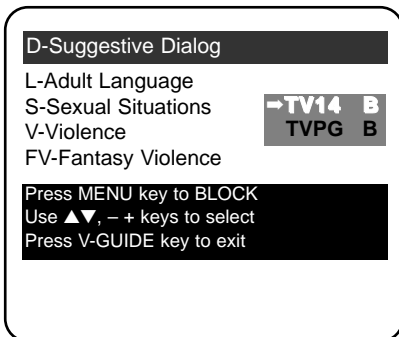 D-Suggestive Dialog
L-Adult Language
S-Sexual Situations
V-Violence
FV-Fantasy Violence
➡TV14 B
TVPG B
Press MENU key to BLOCK
Use ▲▼, – + keys to select
Press V-GUIDE key to exit